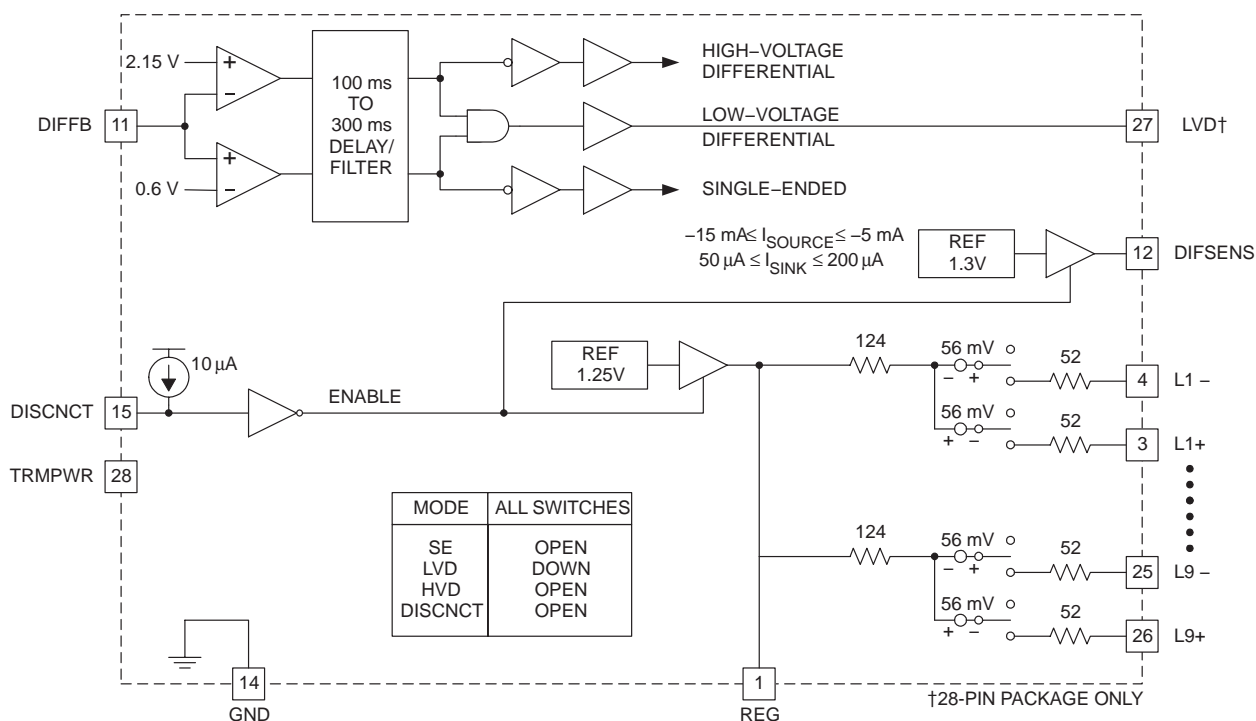 2.15 V
+
−
100 ms
TO
300 ms
DELAY/
FILTER
HIGH−VOLTAGE
DIFFERENTIAL
DIFFB
11
LOW−VOLTAGE
DIFFERENTIAL
27
LVD†
+
−
0.6 V
SINGLE−ENDED
−15 mA≤ ISOURCE ≤ −5 mA
50 µA ≤ ISINK ≤ 200 µA
REF
1.3V
12
DIFSENS
10 µA
DISCNCT
15
ENABLE
REF
1.25V
124
56 mV
− +
52
4
L1 −
56 mV
+ −
52
3
L1+
TRMPWR
28
MODE ALL SWITCHES
SE OPEN
LVD DOWN
HVD OPEN
DISCNCT OPEN
124
56 mV
− +
52
25
L9 −
56 mV
+ −
52
26
L9+
14
GND
1
REG
†28-PIN PACKAGE ONLY